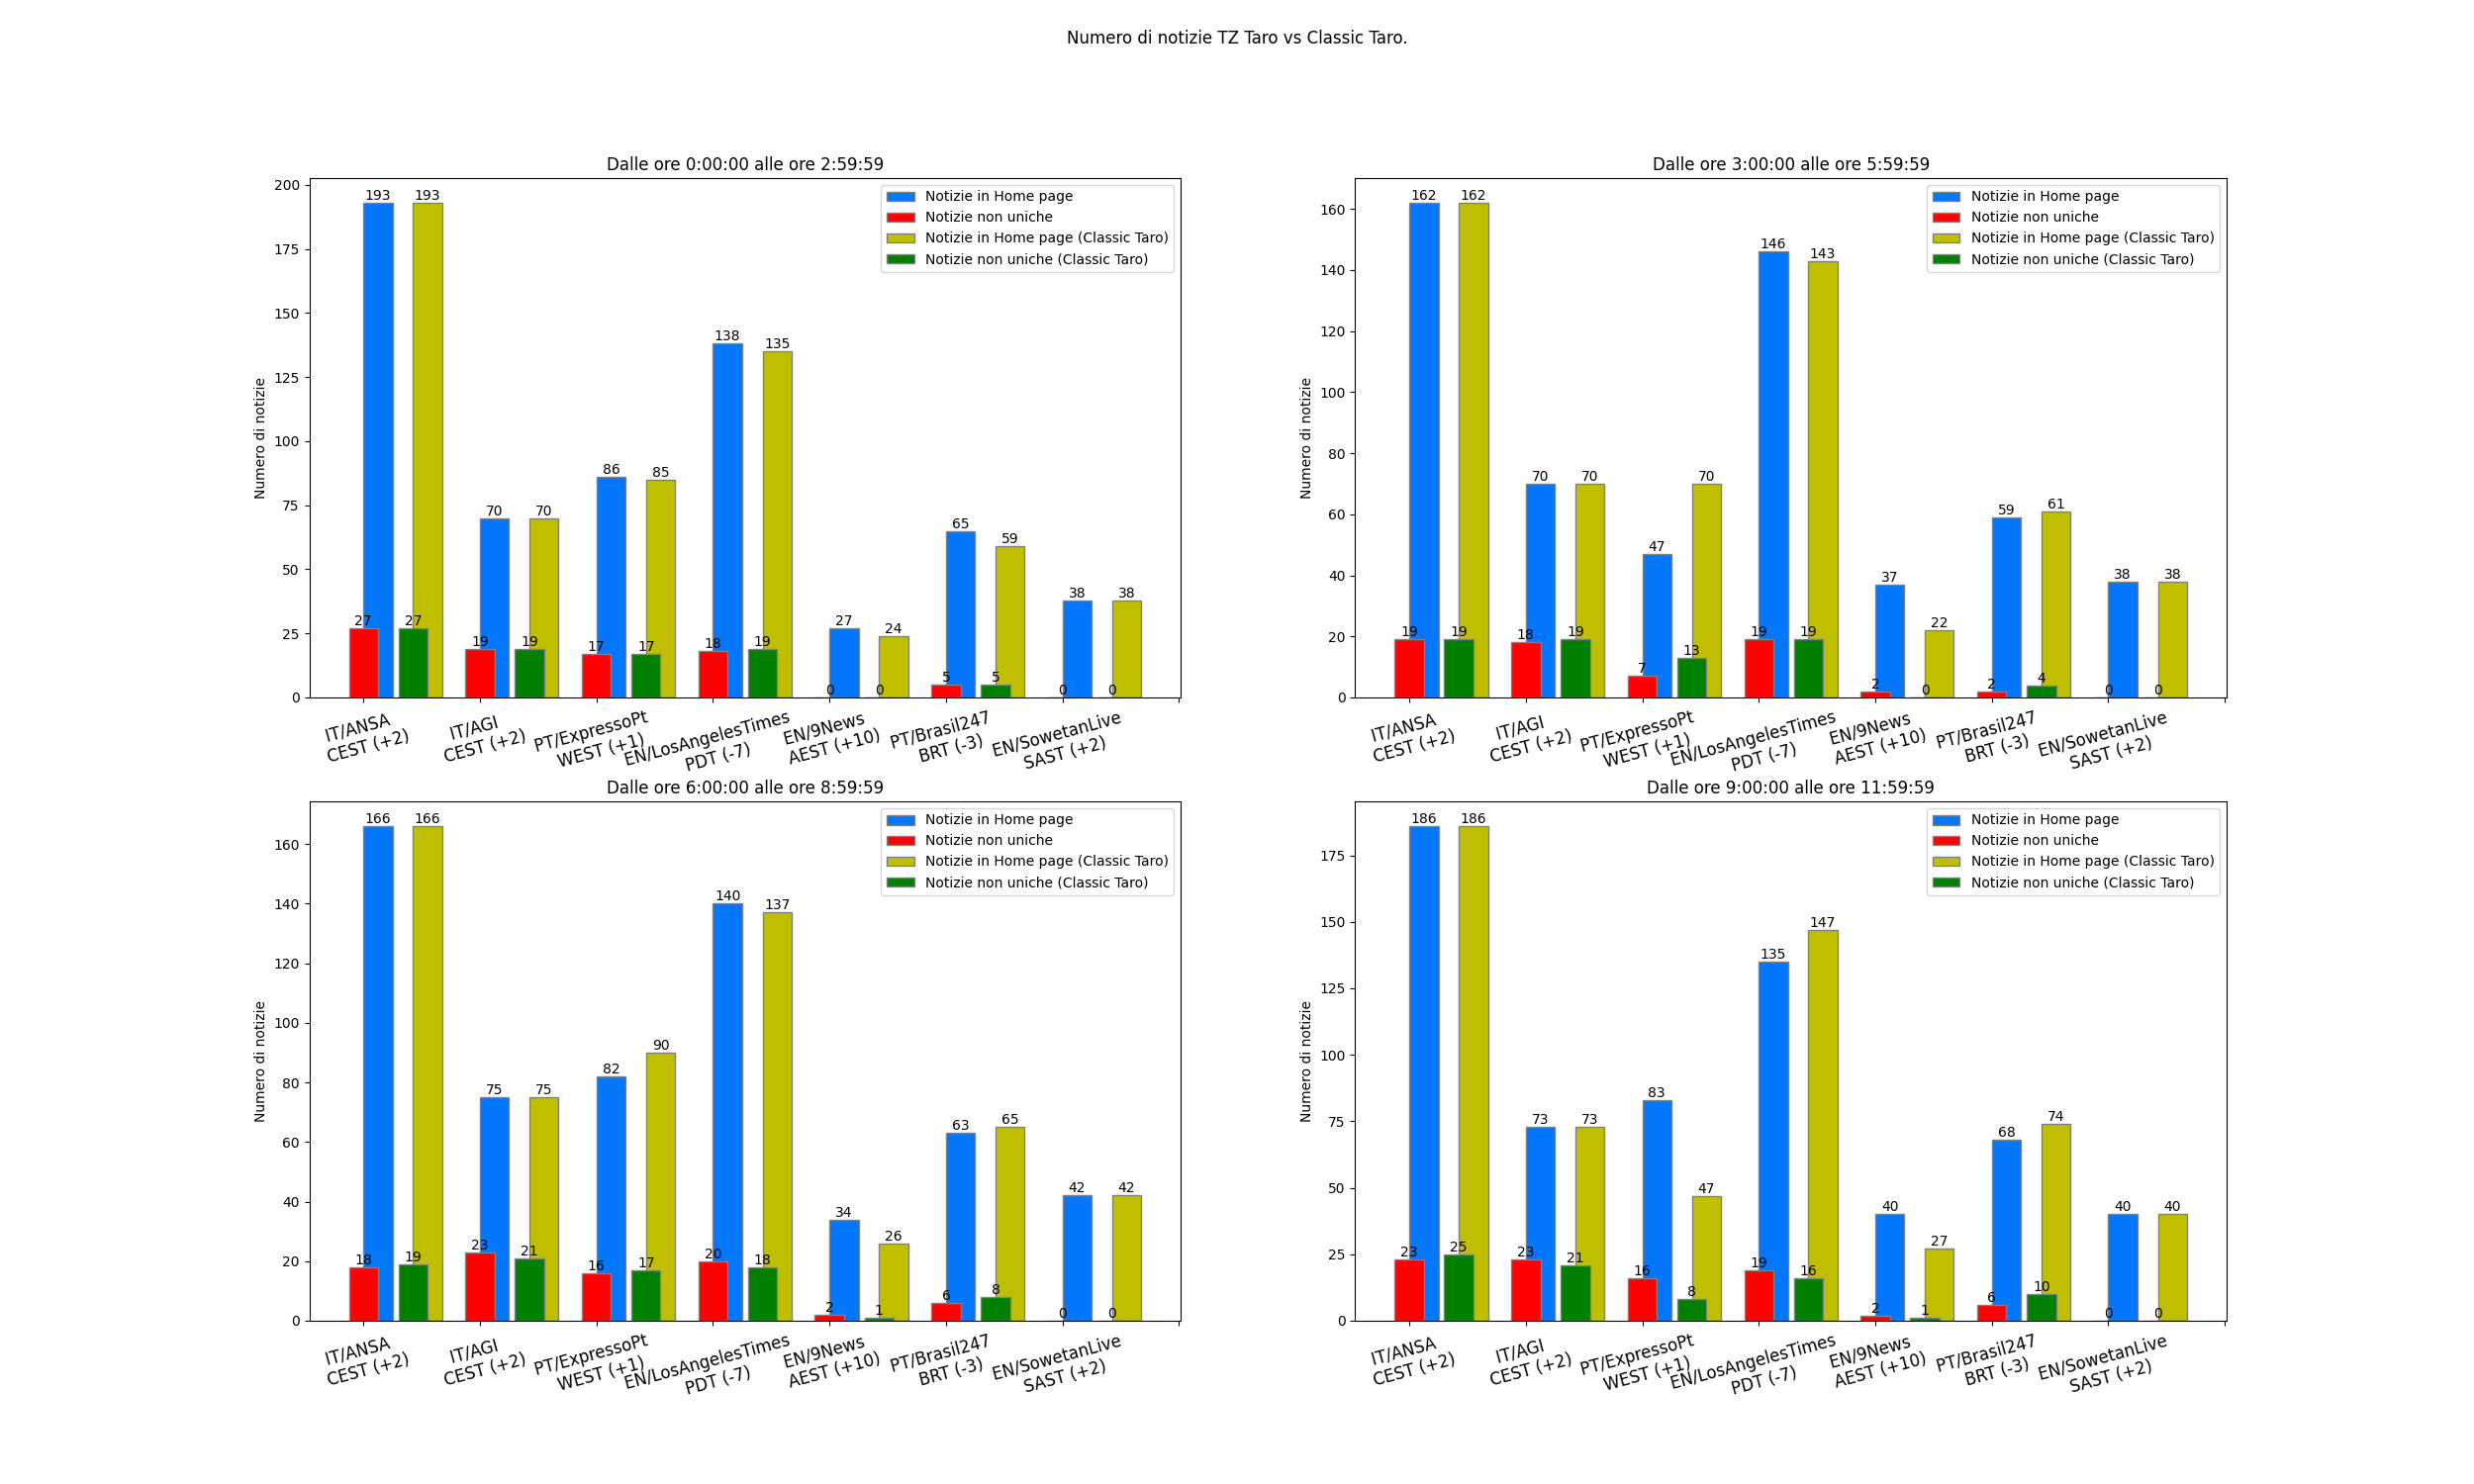 Numero di notizie TZ Taro vs Classic Taro.
Dalle ore 0:00:00 alle ore 2:59:59
Numero di notizie
200
175
150
125
100
75
50
25
0
Notizie in Home page
Notizie non uniche
Notizie in Home page (Classic Taro)
Notizie non uniche (Classic Taro)
193 193
70 70
86 85
138 135
27 24
65 59
38 38
27 27
19 19
17 17
18 19
0 0
5 5
0 0
IT/ANSA
CEST (+2)
IT/AGI
CEST (+2)
PT/ExpressoPt
WEST (+1)
EN/LosAngelesTimes
PDT (-7)
EN/9News
AEST (+10)
PT/Brasil247
BRT (-3)
EN/SowetanLive
SAST (+2)
Dalle ore 3:00:00 alle ore 5:59:59
Numero di notizie
160
140
120
100
80
60
40
20
0
Notizie in Home page
Notizie non uniche
Notizie in Home page (Classic Taro)
Notizie non uniche (Classic Taro)
162 162
70 70
47 70
146 143
37 22
59 61
38 38
19 19
18 19
7 13
19 19
2 0
2 4
0 0
IT/ANSA
CEST (+2)
IT/AGI
CEST (+2)
PT/ExpressoPt
WEST (+1)
EN/LosAngelesTimes
PDT (-7)
EN/9News
AEST (+10)
PT/Brasil247
BRT (-3)
EN/SowetanLive
SAST (+2)
Dalle ore 6:00:00 alle ore 8:59:59
Numero di notizie
160
140
120
100
80
60
40
20
0
Notizie in Home page
Notizie non uniche
Notizie in Home page (Classic Taro)
Notizie non uniche (Classic Taro)
166 166
75 75
82 90
140 137
34 26
63 65
42 42
18 19
23 21
16 17
20 18
2 1
6 8
0 0
IT/ANSA
CEST (+2)
IT/AGI
CEST (+2)
PT/ExpressoPt
WEST (+1)
EN/LosAngelesTimes
PDT (-7)
EN/9News
AEST (+10)
PT/Brasil247
BRT (-3)
EN/SowetanLive
SAST (+2)
Dalle ore 9:00:00 alle ore 11:59:59
Numero di notizie
175
150
125
100
75
50
25
0
Notizie in Home page
Notizie non uniche
Notizie in Home page (Classic Taro)
Notizie non uniche (Classic Taro)
186 186
73 73
83 47
135 147
40 27
68 74
40 40
23 25
23 21
16 8
19 16
2 1
6 10
0 0
IT/ANSA
CEST (+2)
IT/AGI
CEST (+2)
PT/ExpressoPt
WEST (+1)
EN/LosAngelesTimes
PDT (-7)
EN/9News
AEST (+10)
PT/Brasil247
BRT (-3)
EN/SowetanLive
SAST (+2)